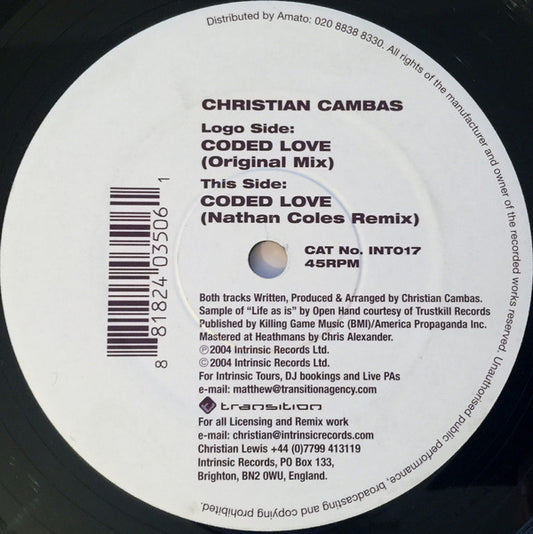 Distributed by Amato: 020 8838 8330. All rights of the manufacturer and owner of the recorded works reserved. Unauthorised public performance, broadcasting and copying prohibited.
CHRISTIAN CAMBAS
Logo Side:
CODED LOVE
(Original Mix)
This Side:
CODED LOVE
(Nathan Coles Remix)
CAT No. INT017
45RPM
8 81824 03506 1
Both tracks Written, Produced & Arranged by Christian Cambas.
Sample of "Life as is" by Open Hand courtesy of Trustkill Records
Published by Killing Game Music (BMI)/America Propaganda Inc.
Mastered at Heathmans by Chris Alexander.
℗2004 Intrinsic Records Ltd.
©2004 Intrinsic Records Ltd.
For Intrinsic Tours, DJ bookings and Live PAs
e-mail: matthew@transitionagency.com
transition
For all Licensing and Remix work
e-mail: christian@intrinsicrecords.com
Christian Lewis +44 (0)7799 413119
Intrinsic Records, PO Box 133,
Brighton, BN2 0WU, England.